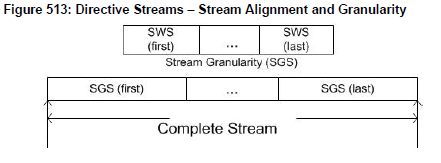 Figure 513: Directive Streams – Stream Alignment and Granularity
SWS (first) ... SWS (last)
Stream Granularity (SGS)
SGS (first) ... SGS (last)
Complete Stream